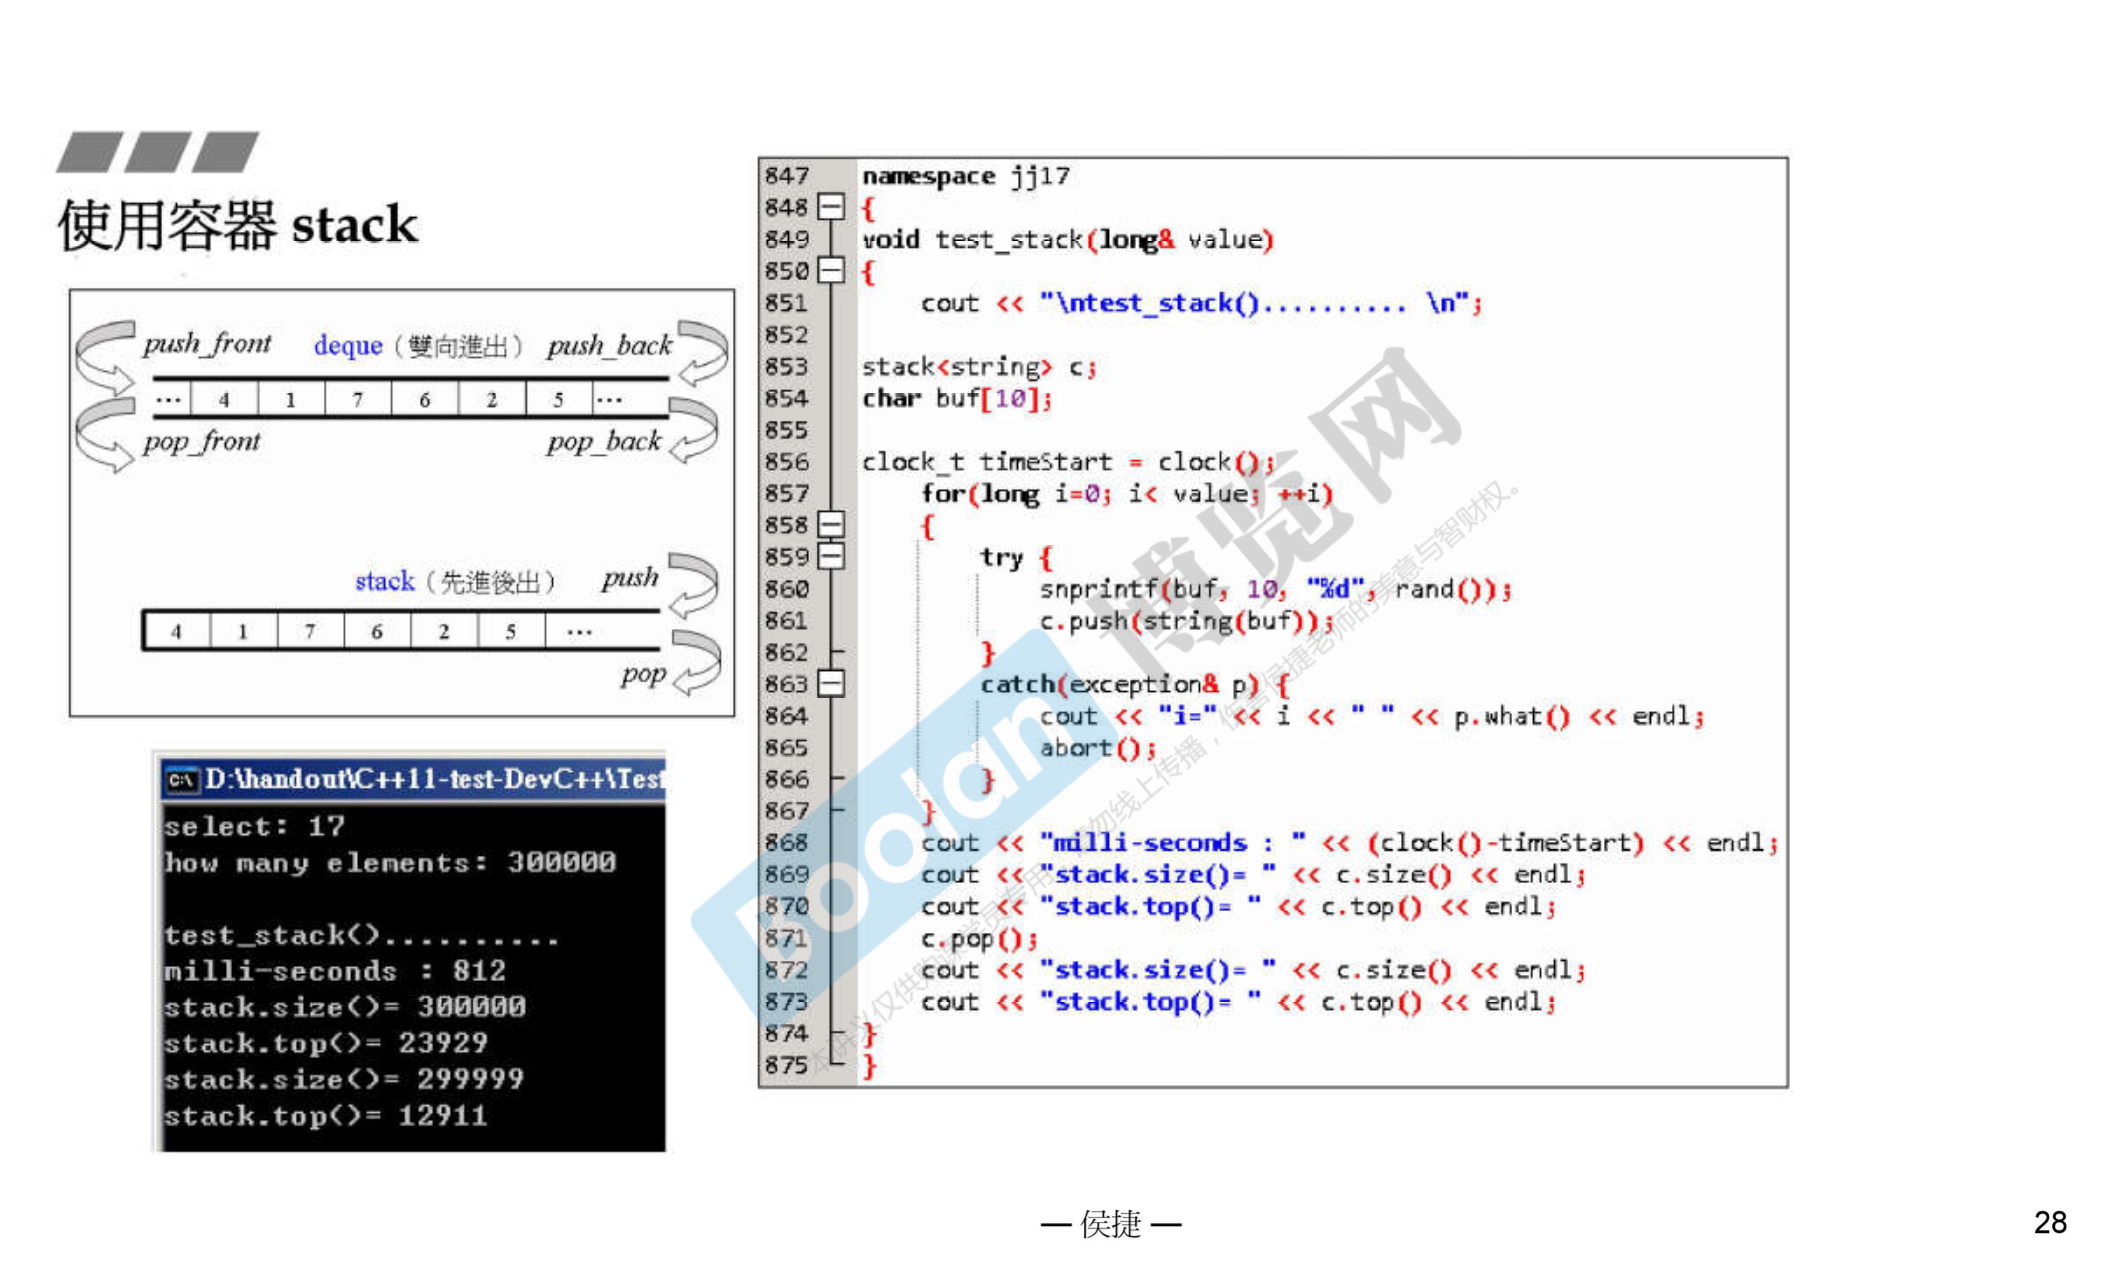 使用容器 stack
push_front deque（雙向進出） push_back
... 4 1 7 6 2 5 ...
pop_front pop_back
stack（先進後出） push
4 1 7 6 2 5 ...
pop
D:\handout\C++11-test-DevC++\Test
select: 17
how many elements: 300000
test_stack()..........
milli-seconds : 812
stack.size()= 300000
stack.top()= 23929
stack.size()= 299999
stack.top()= 12911
847 namespace jj17
848 {
849 void test_stack(long& value)
850 {
851 cout << "\ntest_stack().......... \n";
852
853 stack<string> c;
854 char buf[10];
855
856 clock_t timeStart = clock();
857 for(long i=0; i< value; ++i)
858 {
859 try {
860 snprintf(buf, 10, "%d", rand());
861 c.push(string(buf));
862 }
863 catch(exception& p) {
864 cout << "i=" << i << " " << p.what() << endl;
865 abort();
866 }
867 }
868 cout << "milli-seconds : " << (clock()-timeStart) << endl;
869 cout << "stack.size()= " << c.size() << endl;
870 cout << "stack.top()= " << c.top() << endl;
871 c.pop();
872 cout << "stack.size()= " << c.size() << endl;
873 cout << "stack.top()= " << c.top() << endl;
874 }
875 }
Boolan 博览网
— 侯捷 —
28